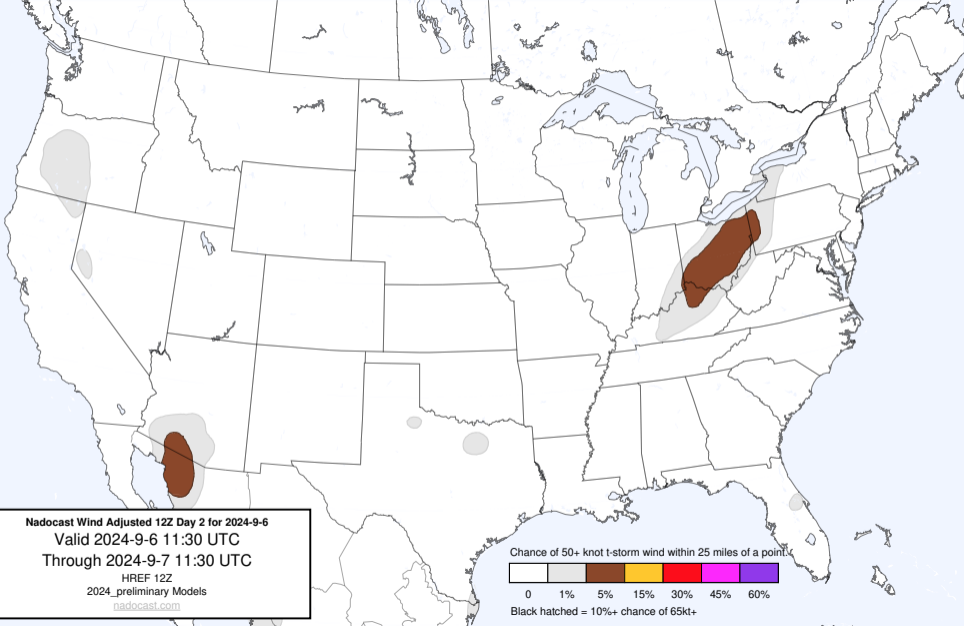 Nadocast Wind Adjusted 12Z Day 2 for 2024-9-6
Valid 2024-9-6 11:30 UTC
Through 2024-9-7 11:30 UTC
HREF 12Z
2024_preliminary Models
nadocast.com
Chance of 50+ knot t-storm wind within 25 miles of a point.
0 1% 5% 15% 30% 45% 60%
Black hatched = 10%+ chance of 65kt+